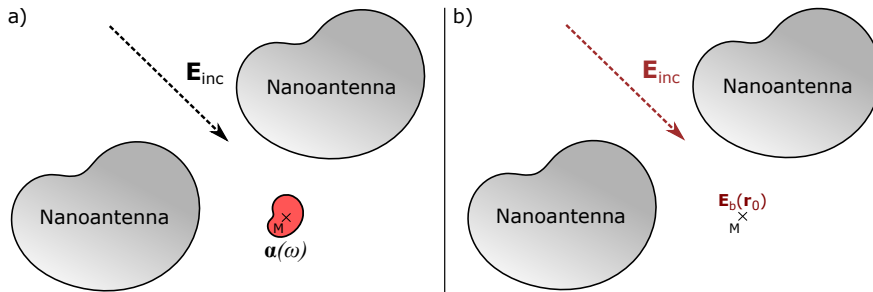 a)
E_inc
Nanoantenna
Nanoantenna
M
α(ω)
b)
E_inc
Nanoantenna
Nanoantenna
E_b(r_0)
M